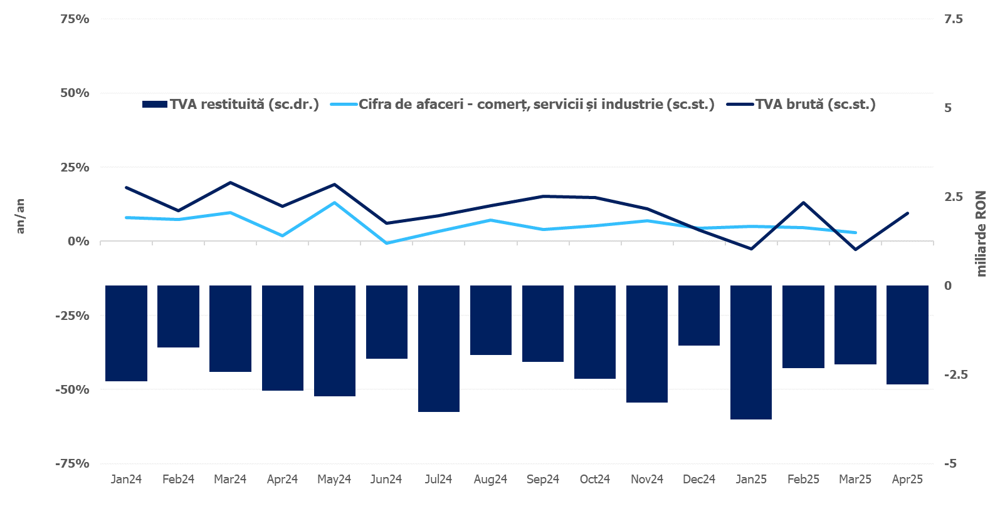 75%
50%
25%
0%
-25%
-50%
-75%
an/an
TVA restituită (sc.dr.)
Cifra de afaceri - comerț, servicii și industrie (sc.st.)
TVA brută (sc.st.)
7.5
5
2.5
0
-2.5
-5
miliarde RON
Jan24 Feb24 Mar24 Apr24 May24 Jun24 Jul24 Aug24 Sep24 Oct24 Nov24 Dec24 Jan25 Feb25 Mar25 Apr25